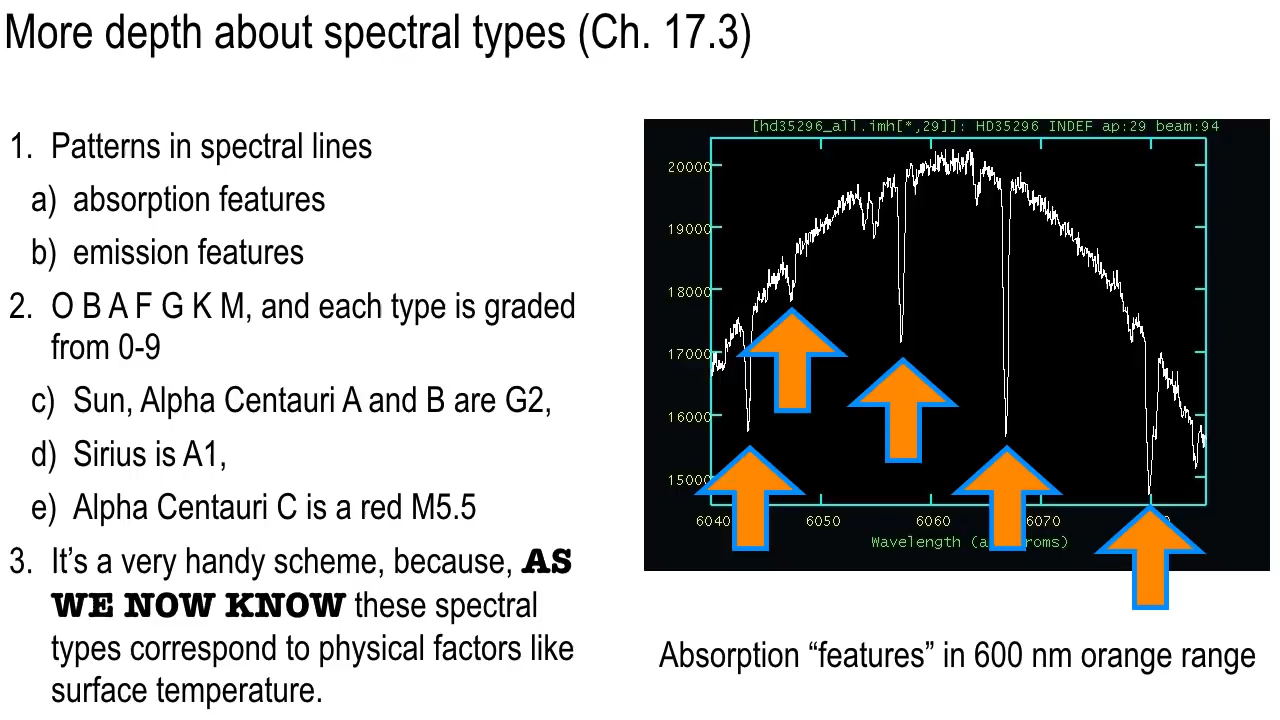 More depth about spectral types (Ch. 17.3)
1. Patterns in spectral lines
a) absorption features
b) emission features
2. O B A F G K M, and each type is graded
from 0-9
c) Sun, Alpha Centauri A and B are G2,
d) Sirius is A1,
e) Alpha Centauri C is a red M5.5
3. It's a very handy scheme, because, AS
WE NOW KNOW these spectral
types correspond to physical factors like
surface temperature.
[hd35296_all.imh[*,29]]: HD35296 INDEF ap:29 beam:94
20000
19000
18000
17000
16000
15000
6040 6050 6060 6070
Wavelength (a roms)
Absorption “features” in 600 nm orange range